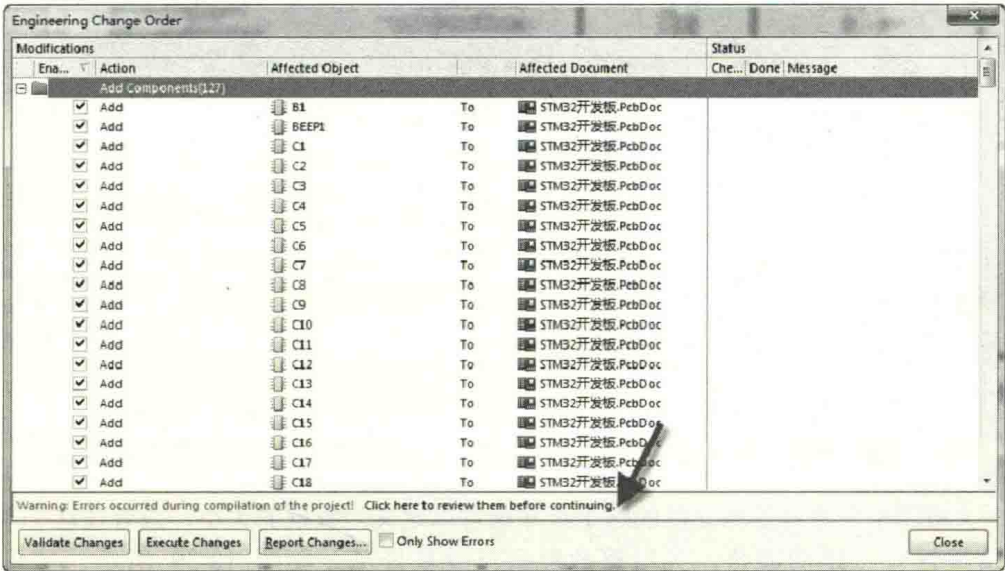 Engineering Change Order
Modifications Status
Ena... Action Affected Object Affected Document Che... Done Message
Add Components(127)
Add B1 To STM32开发板.PcbDoc
Add BEEP1 To STM32开发板.PcbDoc
Add C1 To STM32开发板.PcbDoc
Add C2 To STM32开发板.PcbDoc
Add C3 To STM32开发板.PcbDoc
Add C4 To STM32开发板.PcbDoc
Add C5 To STM32开发板.PcbDoc
Add C6 To STM32开发板.PcbDoc
Add C7 To STM32开发板.PcbDoc
Add C8 To STM32开发板.PcbDoc
Add C9 To STM32开发板.PcbDoc
Add C10 To STM32开发板.PcbDoc
Add C11 To STM32开发板.PcbDoc
Add C12 To STM32开发板.PcbDoc
Add C13 To STM32开发板.PcbDoc
Add C14 To STM32开发板.PcbDoc
Add C15 To STM32开发板.PcbDoc
Add C16 To STM32开发板.PcbDoc
Add C17 To STM32开发板.PcbDoc
Add C18 To STM32开发板.PcbDoc
Warning: Errors occurred during compilation of the project! Click here to review them before continuing.
Validate Changes Execute Changes Report Changes... Only Show Errors Close